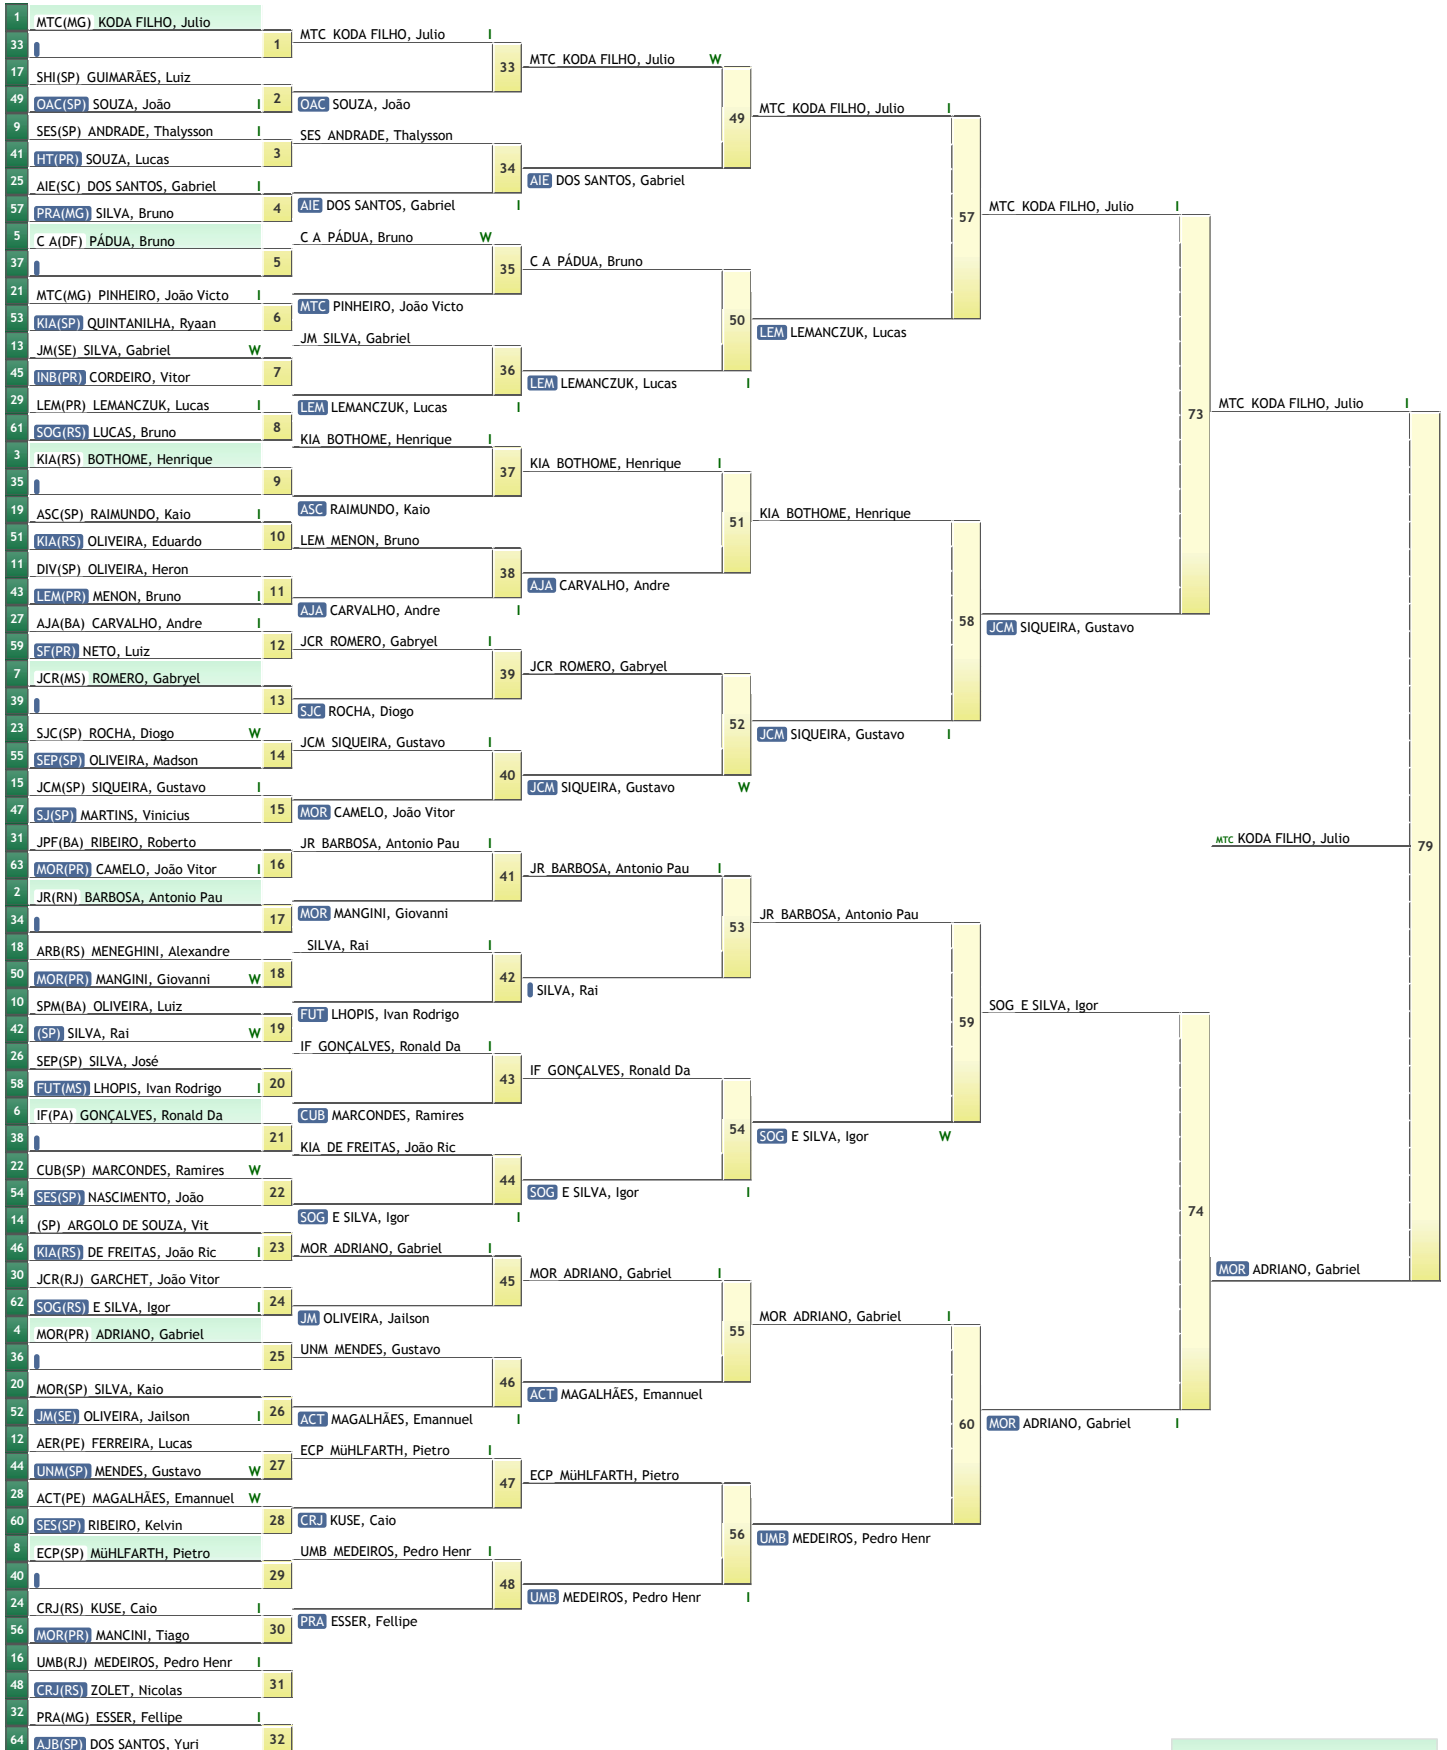 1 MTC(MG) KODA FILHO, Julio
33
1
17 SHI(SP) GUIMARÃES, Luiz
49 OAC(SP) SOUZA, João I
2
9 SES(SP) ANDRADE, Thalysson I
41 HT(PR) SOUZA, Lucas
3
25 AIE(SC) DOS SANTOS, Gabriel I
57 PRA(MG) SILVA, Bruno
4
5 C A(DF) PÁDUA, Bruno
37
5
21 MTC(MG) PINHEIRO, João Victo I
53 KIA(SP) QUINTANILHA, Ryaan
6
13 JM(SE) SILVA, Gabriel W
45 INB(PR) CORDEIRO, Vitor
7
29 LEM(PR) LEMANCZUK, Lucas I
61 SOG(RS) LUCAS, Bruno
8
3 KIA(RS) BOTHOME, Henrique
35
9
19 ASC(SP) RAIMUNDO, Kaio I
51 KIA(RS) OLIVEIRA, Eduardo
10
11 DIV(SP) OLIVEIRA, Heron
43 LEM(PR) MENON, Bruno I
11
27 AJA(BA) CARVALHO, Andre I
59 SF(PR) NETO, Luiz
12
7 JCR(MS) ROMERO, Gabryel
39
13
23 SJC(SP) ROCHA, Diogo W
55 SEP(SP) OLIVEIRA, Madson
14
15 JCM(SP) SIQUEIRA, Gustavo I
47 SJ(SP) MARTINS, Vinicius
15
31 JPF(BA) RIBEIRO, Roberto
63 MOR(PR) CAMELO, João Vitor I
16
2 JR(RN) BARBOSA, Antonio Pau
34
17
18 ARB(RS) MENEGHINI, Alexandre
50 MOR(PR) MANGINI, Giovanni W
18
10 SPM(BA) OLIVEIRA, Luiz
42 (SP) SILVA, Rai W
19
26 SEP(SP) SILVA, José
58 FUT(MS) LHOPIS, Ivan Rodrigo I
20
6 IF(PA) GONÇALVES, Ronald Da
38
21
22 CUB(SP) MARCONDES, Ramires W
54 SES(SP) NASCIMENTO, João
22
14 (SP) ARGOLO DE SOUZA, Vit
46 KIA(RS) DE FREITAS, João Ric I
23
30 JCR(RJ) GARCHET, João Vitor
62 SOG(RS) E SILVA, Igor I
24
4 MOR(PR) ADRIANO, Gabriel
36
25
20 MOR(SP) SILVA, Kaio
52 JM(SE) OLIVEIRA, Jailson I
26
12 AER(PE) FERREIRA, Lucas
44 UNM(SP) MENDES, Gustavo W
27
28 ACT(PE) MAGALHÃES, Emannuel W
60 SES(SP) RIBEIRO, Kelvin
28
8 ECP(SP) MüHLFARTH, Pietro
40
29
24 CRJ(RS) KUSE, Caio I
56 MOR(PR) MANCINI, Tiago
30
16 UMB(RJ) MEDEIROS, Pedro Henr I
48 CRJ(RS) ZOLET, Nicolas
31
32 PRA(MG) ESSER, Fellipe I
64 AJB(SP) DOS SANTOS, Yuri
32
MTC KODA FILHO, Julio I
33
OAC SOUZA, João
SES ANDRADE, Thalysson
34
AIE DOS SANTOS, Gabriel I
C A PÁDUA, Bruno W
35
MTC PINHEIRO, João Victo
JM SILVA, Gabriel
36
LEM LEMANCZUK, Lucas I
KIA BOTHOME, Henrique I
37
ASC RAIMUNDO, Kaio
LEM MENON, Bruno
38
AJA CARVALHO, Andre I
JCR ROMERO, Gabryel I
39
SJC ROCHA, Diogo
JCM SIQUEIRA, Gustavo I
40
MOR CAMELO, João Vitor
JR BARBOSA, Antonio Pau I
41
MOR MANGINI, Giovanni
SILVA, Rai I
42
FUT LHOPIS, Ivan Rodrigo
IF GONÇALVES, Ronald Da I
43
CUB MARCONDES, Ramires
KIA DE FREITAS, João Ric
44
SOG E SILVA, Igor I
MOR ADRIANO, Gabriel I
45
JM OLIVEIRA, Jailson
UNM MENDES, Gustavo
46
ACT MAGALHÃES, Emannuel I
ECP MüHLFARTH, Pietro I
47
CRJ KUSE, Caio
UMB MEDEIROS, Pedro Henr I
48
PRA ESSER, Fellipe
MTC KODA FILHO, Julio W
49
AIE DOS SANTOS, Gabriel
C A PÁDUA, Bruno
50
LEM LEMANCZUK, Lucas I
KIA BOTHOME, Henrique I
51
AJA CARVALHO, Andre
JCR ROMERO, Gabryel
52
JCM SIQUEIRA, Gustavo W
JR BARBOSA, Antonio Pau I
53
SILVA, Rai
IF GONÇALVES, Ronald Da
54
SOG E SILVA, Igor I
MOR ADRIANO, Gabriel I
55
ACT MAGALHÃES, Emannuel
ECP MüHLFARTH, Pietro
56
UMB MEDEIROS, Pedro Henr I
MTC KODA FILHO, Julio I
57
LEM LEMANCZUK, Lucas
KIA BOTHOME, Henrique
58
JCM SIQUEIRA, Gustavo I
JR BARBOSA, Antonio Pau
59
SOG E SILVA, Igor W
MOR ADRIANO, Gabriel I
60
UMB MEDEIROS, Pedro Henr
MTC KODA FILHO, Julio I
73
JCM SIQUEIRA, Gustavo
SOG E SILVA, Igor
74
MOR ADRIANO, Gabriel I
MTC KODA FILHO, Julio I
MTC KODA FILHO, Julio
79
MOR ADRIANO, Gabriel